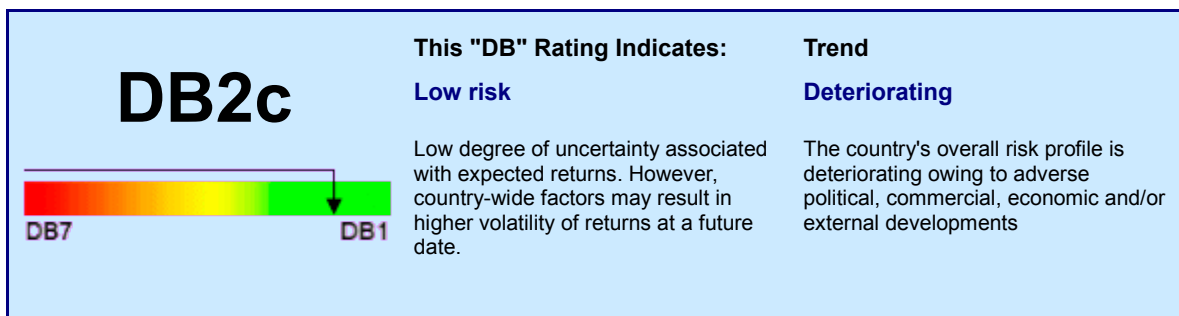 DB2c
DB7
DB1
This "DB" Rating Indicates:
Low risk
Low degree of uncertainty associated
with expected returns. However,
country-wide factors may result in
higher volatility of returns at a future
date.
Trend
Deteriorating
The country's overall risk profile is
deteriorating owing to adverse
political, commercial, economic and/or
external developments